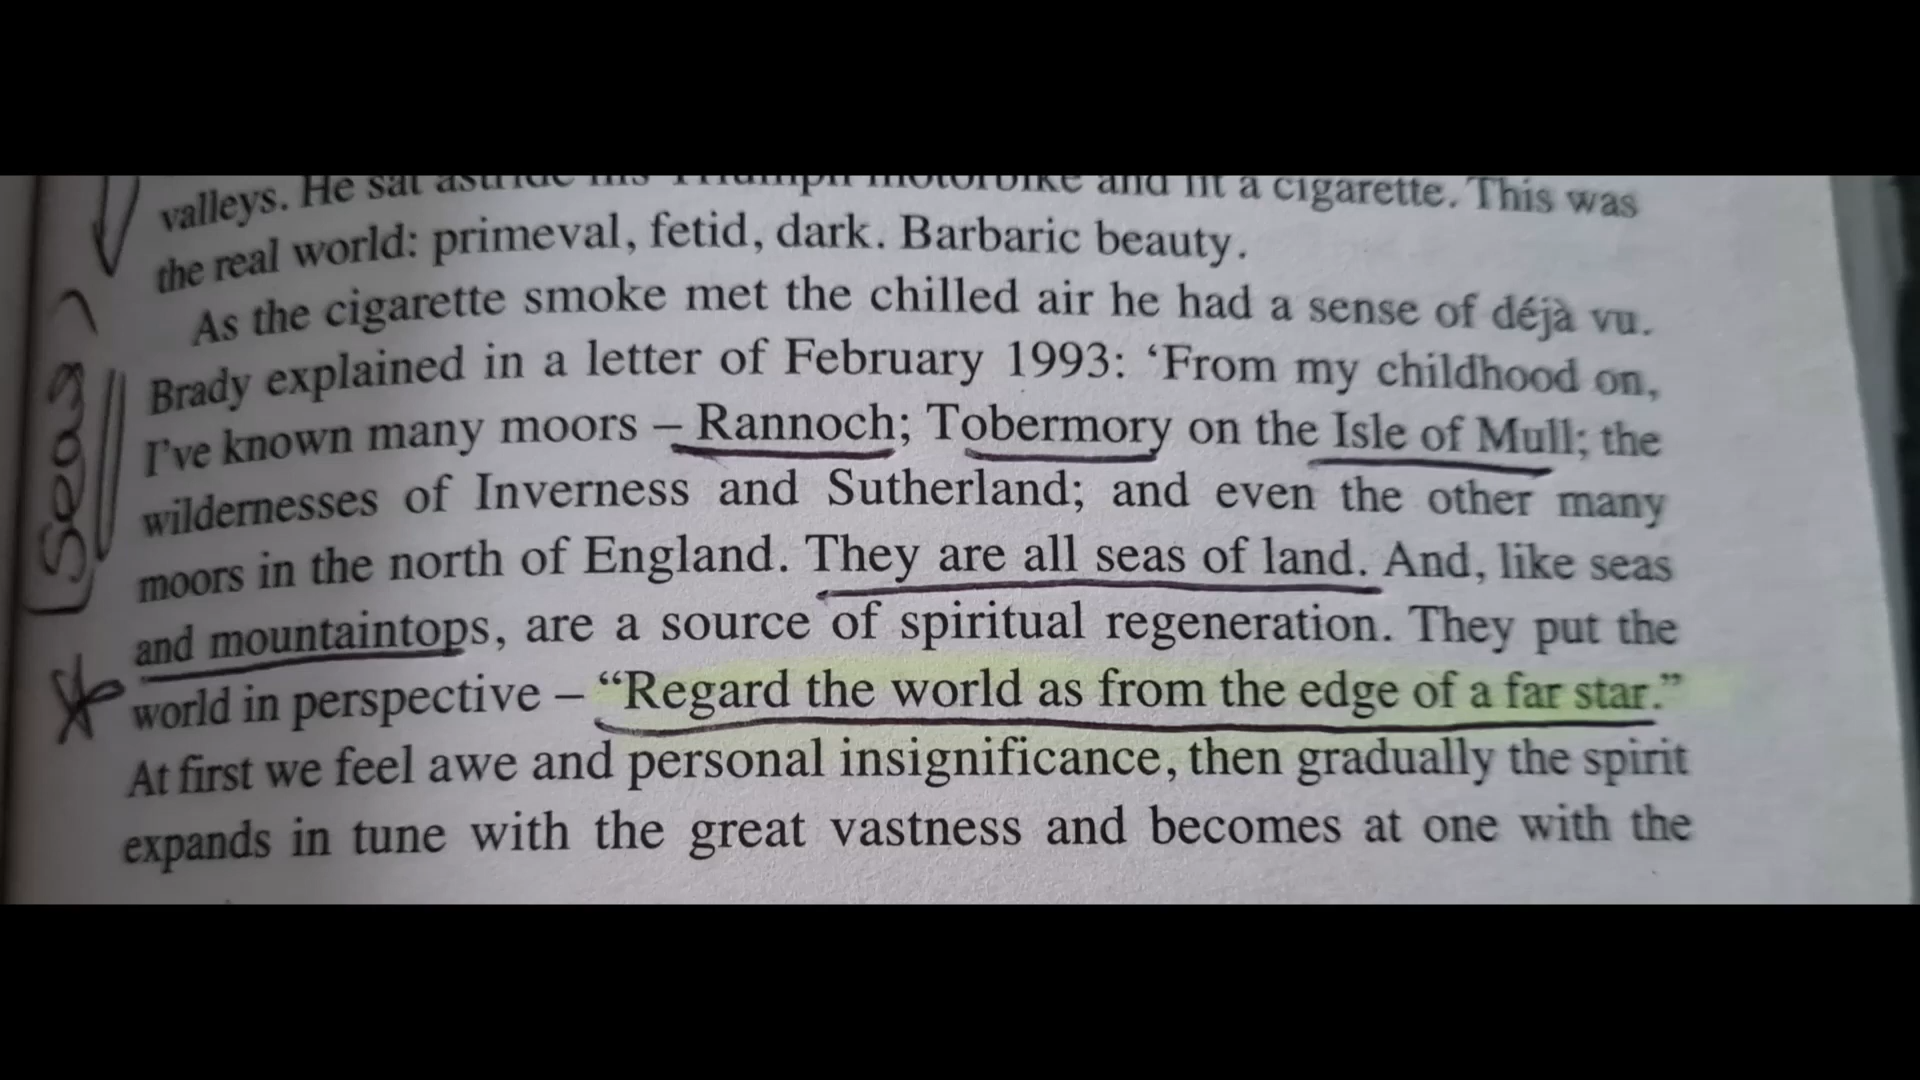 valleys. He sat astride his Triumph motorbike and lit a cigarette. This was
the real world: primeval, fetid, dark. Barbaric beauty.
As the cigarette smoke met the chilled air he had a sense of déjà vu.
Brady explained in a letter of February 1993: ‘From my childhood on,
I’ve known many moors – Rannoch; Tobermory on the Isle of Mull; the
wildernesses of Inverness and Sutherland; and even the other many
moors in the north of England. They are all seas of land. And, like seas
and mountaintops, are a source of spiritual regeneration. They put the
world in perspective – “Regard the world as from the edge of a far star.”
At first we feel awe and personal insignificance, then gradually the spirit
expands in tune with the great vastness and becomes at one with the
(Seas)